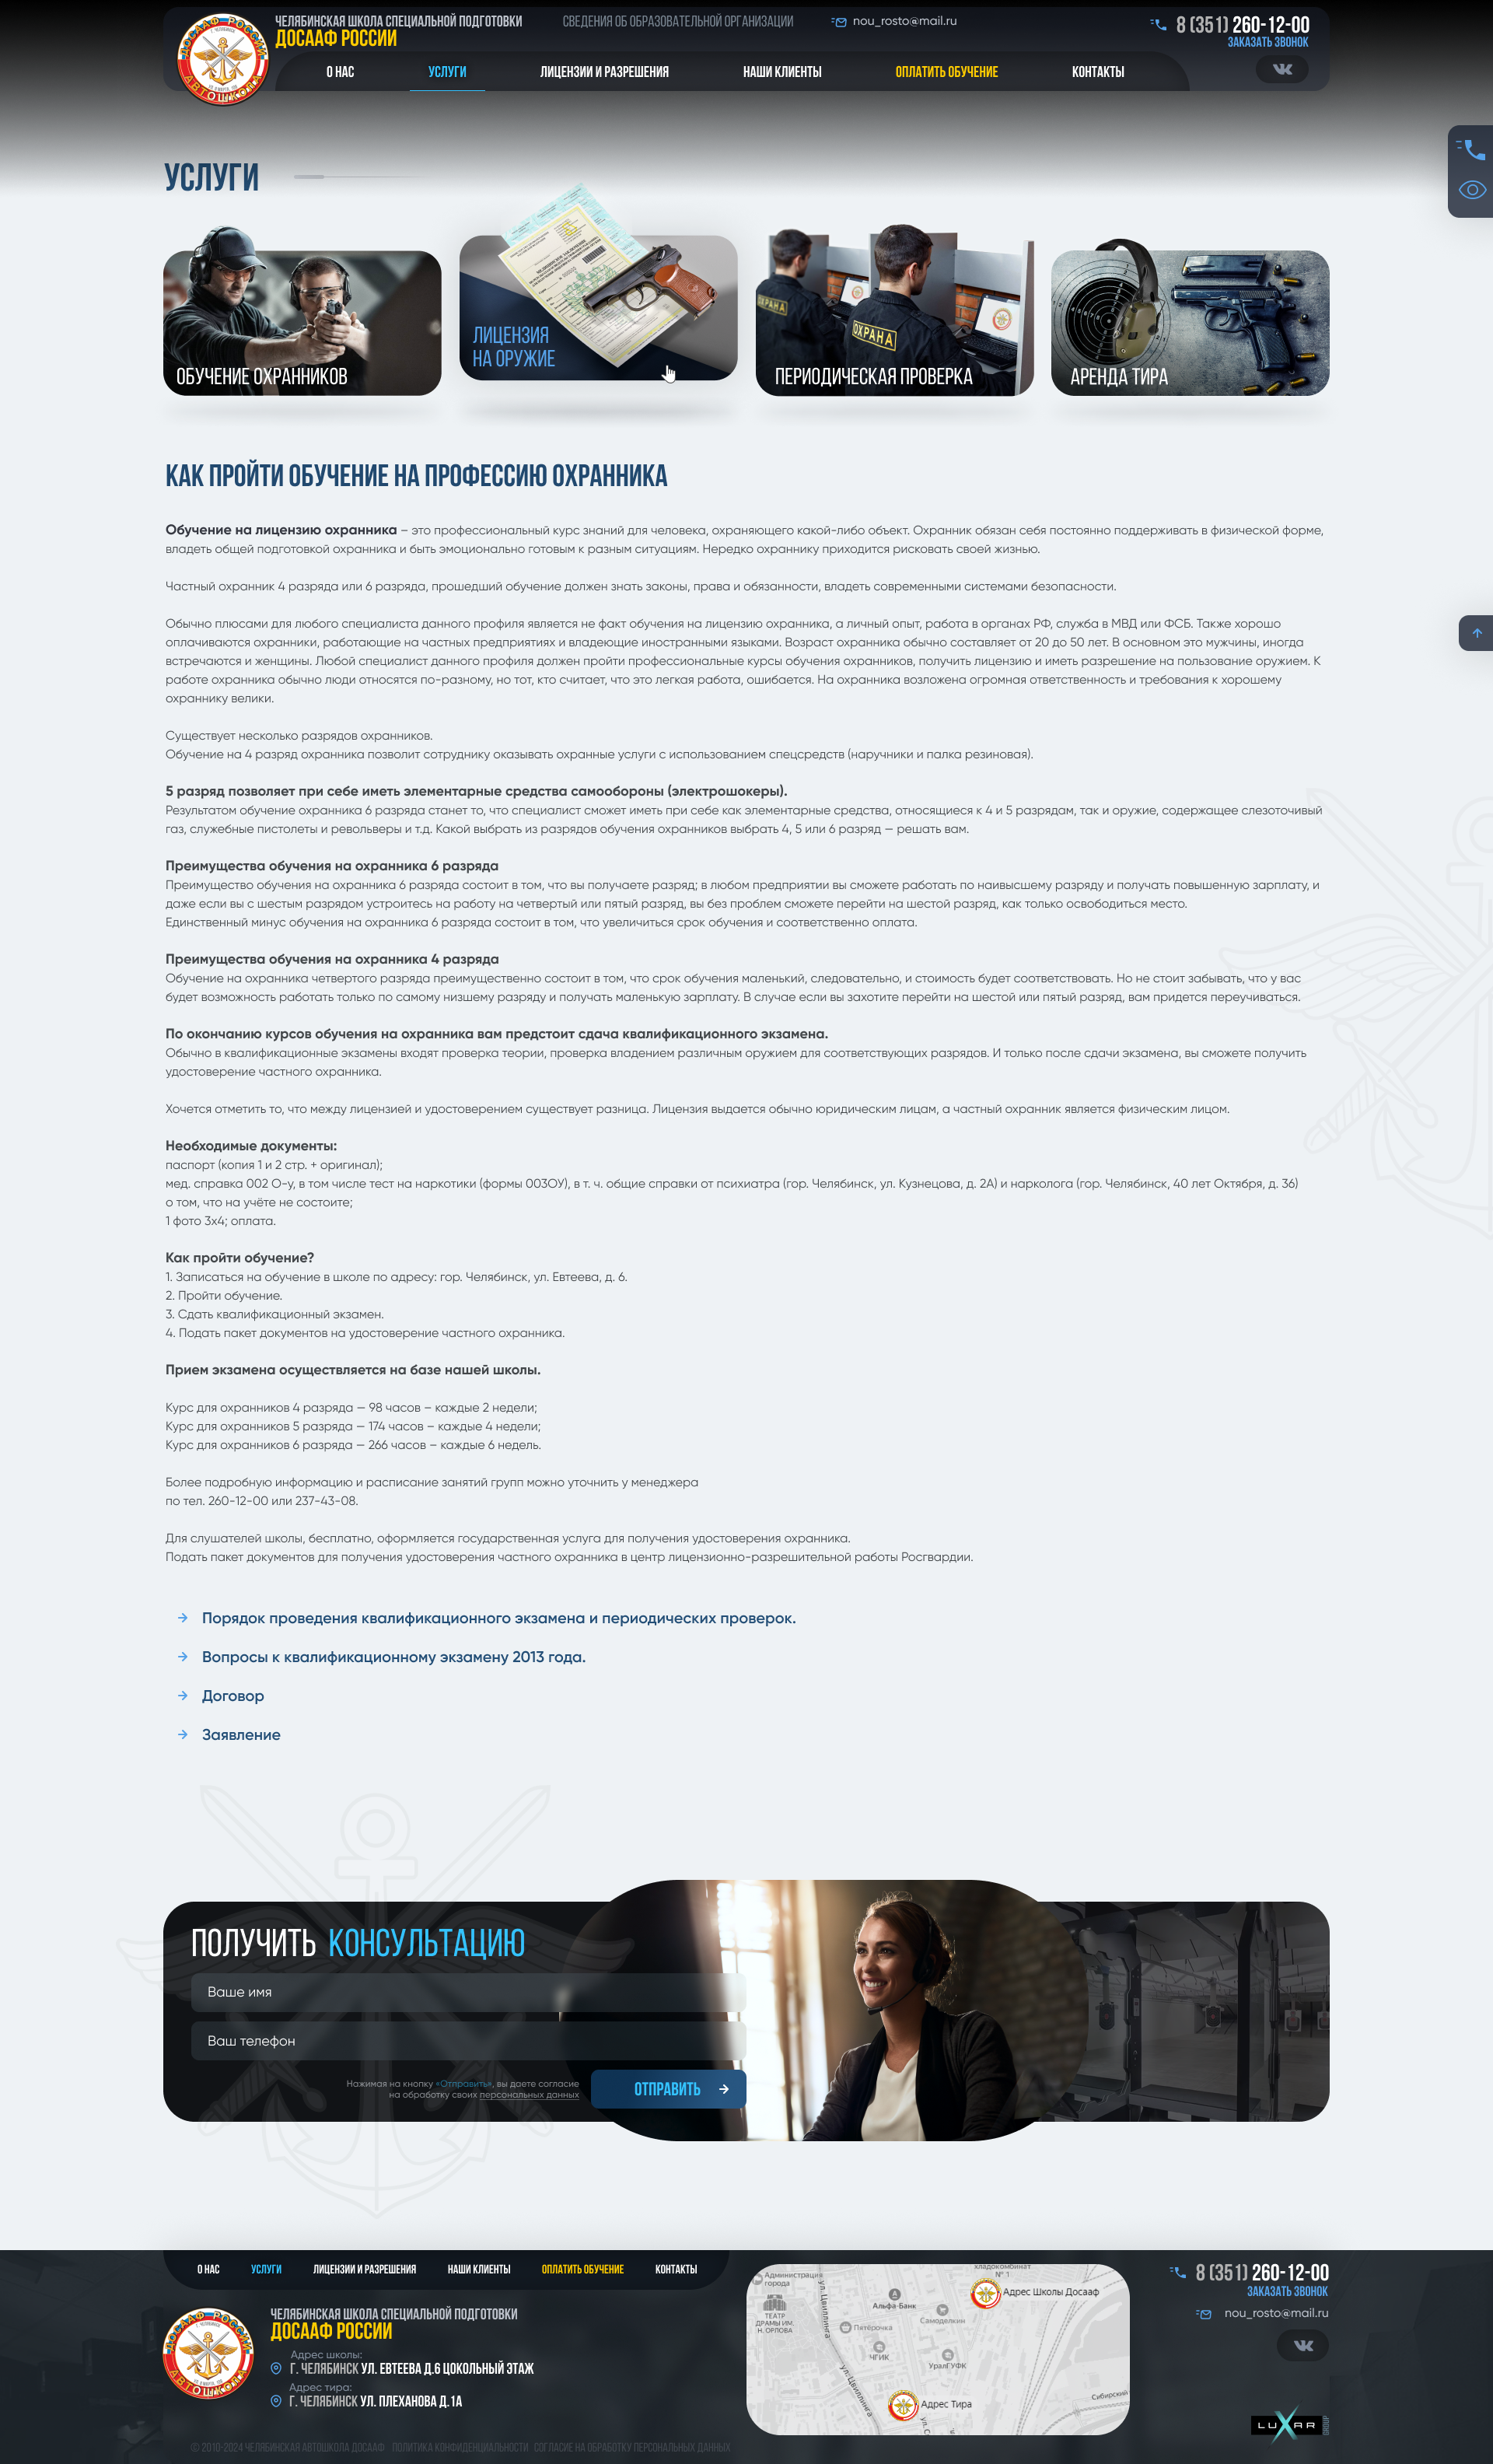 ЧЕЛЯБИНСКАЯ ШКОЛА СПЕЦИАЛЬНОЙ ПОДГОТОВКИ
ДОСААФ РОССИИ
СВЕДЕНИЯ ОБ ОБРАЗОВАТЕЛЬНОЙ ОРГАНИЗАЦИИ
nou_rosto@mail.ru
8 (351) 260-12-00
ЗАКАЗАТЬ ЗВОНОК
ДОСААФ РОССИИ
АВТОШКОЛА
О НАС
УСЛУГИ
ЛИЦЕНЗИИ И РАЗРЕШЕНИЯ
НАШИ КЛИЕНТЫ
ОПЛАТИТЬ ОБУЧЕНИЕ
КОНТАКТЫ
УСЛУГИ
ОБУЧЕНИЕ ОХРАННИКОВ
ЛИЦЕНЗИЯ
НА ОРУЖИЕ
ОХРАНА
ОХРАНА
ПЕРИОДИЧЕСКАЯ ПРОВЕРКА
АРЕНДА ТИРА
КАК ПРОЙТИ ОБУЧЕНИЕ НА ПРОФЕССИЮ ОХРАННИКА
Обучение на лицензию охранника – это профессиональный курс знаний для человека, охраняющего какой-либо объект. Охранник обязан себя постоянно поддерживать в физической форме,
владеть общей подготовкой охранника и быть эмоционально готовым к разным ситуациям. Нередко охраннику приходится рисковать своей жизнью.
Частный охранник 4 разряда или 6 разряда, прошедший обучение должен знать законы, права и обязанности, владеть современными системами безопасности.
Обычно плюсами для любого специалиста данного профиля является не факт обучения на лицензию охранника, а личный опыт, работа в органах РФ, служба в МВД или ФСБ. Также хорошо
оплачиваются охранники, работающие на частных предприятиях и владеющие иностранными языками. Возраст охранника обычно составляет от 20 до 50 лет. В основном это мужчины, иногда
встречаются и женщины. Любой специалист данного профиля должен пройти профессиональные курсы обучения охранников, получить лицензию и иметь разрешение на пользование оружием. К
работе охранника обычно люди относятся по-разному, но тот, кто считает, что это легкая работа, ошибается. На охранника возложена огромная ответственность и требования к хорошему
охраннику велики.
Существует несколько разрядов охранников.
Обучение на 4 разряд охранника позволит сотруднику оказывать охранные услуги с использованием спецсредств (наручники и палка резиновая).
5 разряд позволяет при себе иметь элементарные средства самообороны (электрошокеры).
Результатом обучение охранника 6 разряда станет то, что специалист сможет иметь при себе как элементарные средства, относящиеся к 4 и 5 разрядам, так и оружие, содержащее слезоточивый
газ, служебные пистолеты и револьверы и т.д. Какой выбрать из разрядов обучения охранников выбрать 4, 5 или 6 разряд — решать вам.
Преимущества обучения на охранника 6 разряда
Преимущество обучения на охранника 6 разряда состоит в том, что вы получаете разряд; в любом предприятии вы сможете работать по наивысшему разряду и получать повышенную зарплату, и
даже если вы с шестым разрядом устроитесь на работу на четвертый или пятый разряд, вы без проблем сможете перейти на шестой разряд, как только освободиться место.
Единственный минус обучения на охранника 6 разряда состоит в том, что увеличиться срок обучения и соответственно оплата.
Преимущества обучения на охранника 4 разряда
Обучение на охранника четвертого разряда преимущественно состоит в том, что срок обучения маленький, следовательно, и стоимость будет соответствовать. Но не стоит забывать, что у вас
будет возможность работать только по самому низшему разряду и получать маленькую зарплату. В случае если вы захотите перейти на шестой или пятый разряд, вам придется переучиваться.
По окончанию курсов обучения на охранника вам предстоит сдача квалификационного экзамена.
Обычно в квалификационные экзамены входят проверка теории, проверка владением различным оружием для соответствующих разрядов. И только после сдачи экзамена, вы сможете получить
удостоверение частного охранника.
Хочется отметить то, что между лицензией и удостоверением существует разница. Лицензия выдается обычно юридическим лицам, а частный охранник является физическим лицом.
Необходимые документы:
паспорт (копия 1 и 2 стр. + оригинал);
мед. справка 002 О-у, в том числе тест на наркотики (формы 003ОУ), в т. ч. общие справки от психиатра (гор. Челябинск, ул. Кузнецова, д. 2А) и нарколога (гор. Челябинск, 40 лет Октября, д. 36)
о том, что на учёте не состоите;
1 фото 3х4; оплата.
Как пройти обучение?
1. Записаться на обучение в школе по адресу: гор. Челябинск, ул. Евтеева, д. 6.
2. Пройти обучение.
3. Сдать квалификационный экзамен.
4. Подать пакет документов на удостоверение частного охранника.
Прием экзамена осуществляется на базе нашей школы.
Курс для охранников 4 разряда — 98 часов – каждые 2 недели;
Курс для охранников 5 разряда — 174 часов – каждые 4 недели;
Курс для охранников 6 разряда — 266 часов – каждые 6 недель.
Более подробную информацию и расписание занятий групп можно уточнить у менеджера
по тел. 260-12-00 или 237-43-08.
Для слушателей школы, бесплатно, оформляется государственная услуга для получения удостоверения охранника.
Подать пакет документов для получения удостоверения частного охранника в центр лицензионно-разрешительной работы Росгвардии.
Порядок проведения квалификационного экзамена и периодических проверок.
Вопросы к квалификационному экзамену 2013 года.
Договор
Заявление
ПОЛУЧИТЬ КОНСУЛЬТАЦИЮ
Ваше имя
Ваш телефон
Нажимая на кнопку «Отправить», вы даете согласие
на обработку своих персональных данных
ОТПРАВИТЬ
О НАС
УСЛУГИ
ЛИЦЕНЗИИ И РАЗРЕШЕНИЯ
НАШИ КЛИЕНТЫ
ОПЛАТИТЬ ОБУЧЕНИЕ
КОНТАКТЫ
ДОСААФ РОССИИ
АВТОШКОЛА
ЧЕЛЯБИНСКАЯ ШКОЛА СПЕЦИАЛЬНОЙ ПОДГОТОВКИ
ДОСААФ РОССИИ
Адрес школы:
Г. ЧЕЛЯБИНСК УЛ. ЕВТЕЕВА Д.6 ЦОКОЛЬНЫЙ ЭТАЖ
Адрес тира:
Г. ЧЕЛЯБИНСК УЛ. ПЛЕХАНОВА Д.1А
Администрация
города
хладокомбинат
№ 1
Адрес Школы Досааф
ТЕАТР
ДРАМЫ ИМ.
Н. ОРЛОВА
ул. Цвиллинга
Альфа-Банк
Самоделкин
Пятёрочка
ЧГИК
УралГУФК
ул. Цвиллинга
Сибирский
Адрес Тира
8 (351) 260-12-00
ЗАКАЗАТЬ ЗВОНОК
nou_rosto@mail.ru
LUXAR
GROUP
© 2010-2024 ЧЕЛЯБИНСКАЯ АВТОШКОЛА ДОСААФ
ПОЛИТИКА КОНФИДЕНЦИАЛЬНОСТИ
СОГЛАСИЕ НА ОБРАБОТКУ ПЕРСОНАЛЬНЫХ ДАННЫХ